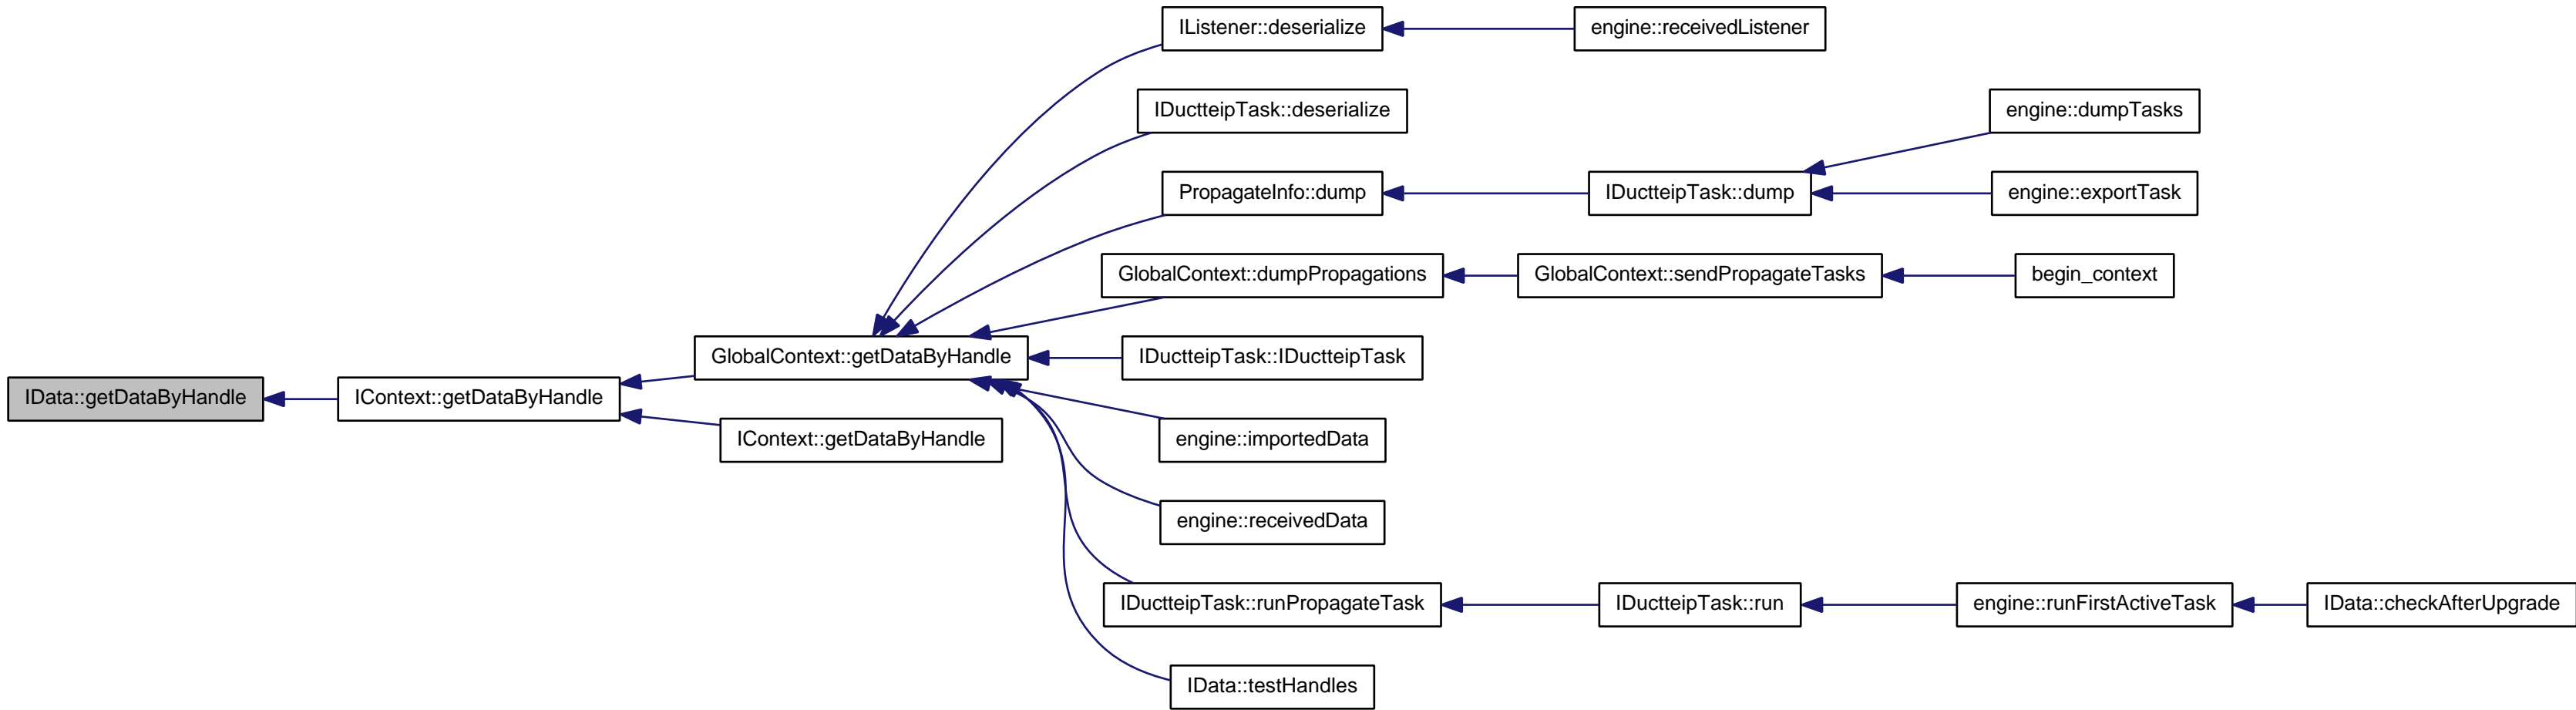 IListener::deserialize
engine::receivedListener
IDuctteipTask::deserialize
engine::dumpTasks
PropagateInfo::dump
IDuctteipTask::dump
engine::exportTask
GlobalContext::dumpPropagations
GlobalContext::sendPropagateTasks
begin_context
GlobalContext::getDataByHandle
IDuctteipTask::IDuctteipTask
IData::getDataByHandle
IContext::getDataByHandle
IContext::getDataByHandle
engine::importedData
engine::receivedData
IDuctteipTask::runPropagateTask
IDuctteipTask::run
engine::runFirstActiveTask
IData::checkAfterUpgrade
IData::testHandles